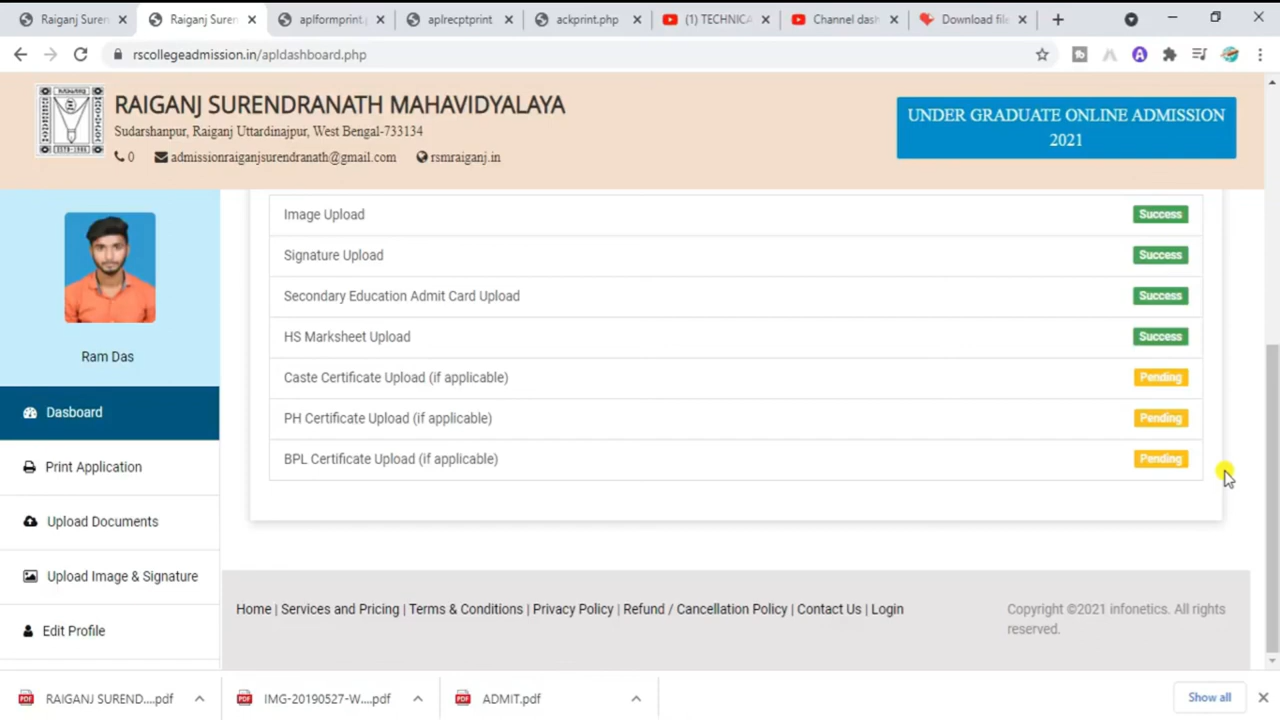 Raiganj Suren
Raiganj Suren
aplformprint.
aplrecptprint
ackprint.php
(1) TECHNICA
Channel dash
Download file
rscollegeadmission.in/apldashboard.php
RAIGANJ SURENDRANATH MAHAVIDYALAYA
Sudarshanpur, Raiganj Uttardinajpur, West Bengal-733134
0 admissionraiganjsurendranath@gmail.com rsmraiganj.in
UNDER GRADUATE ONLINE ADMISSION
2021
Ram Das
Dasboard
Print Application
Upload Documents
Upload Image & Signature
Edit Profile
Image Upload Success
Signature Upload Success
Secondary Education Admit Card Upload Success
HS Marksheet Upload Success
Caste Certificate Upload (if applicable) Pending
PH Certificate Upload (if applicable) Pending
BPL Certificate Upload (if applicable) Pending
Home | Services and Pricing | Terms & Conditions | Privacy Policy | Refund / Cancellation Policy | Contact Us | Login
Copyright ©2021 infonetics. All rights
reserved.
RAIGANJ SUREND....pdf
IMG-20190527-W....pdf
ADMIT.pdf
Show all